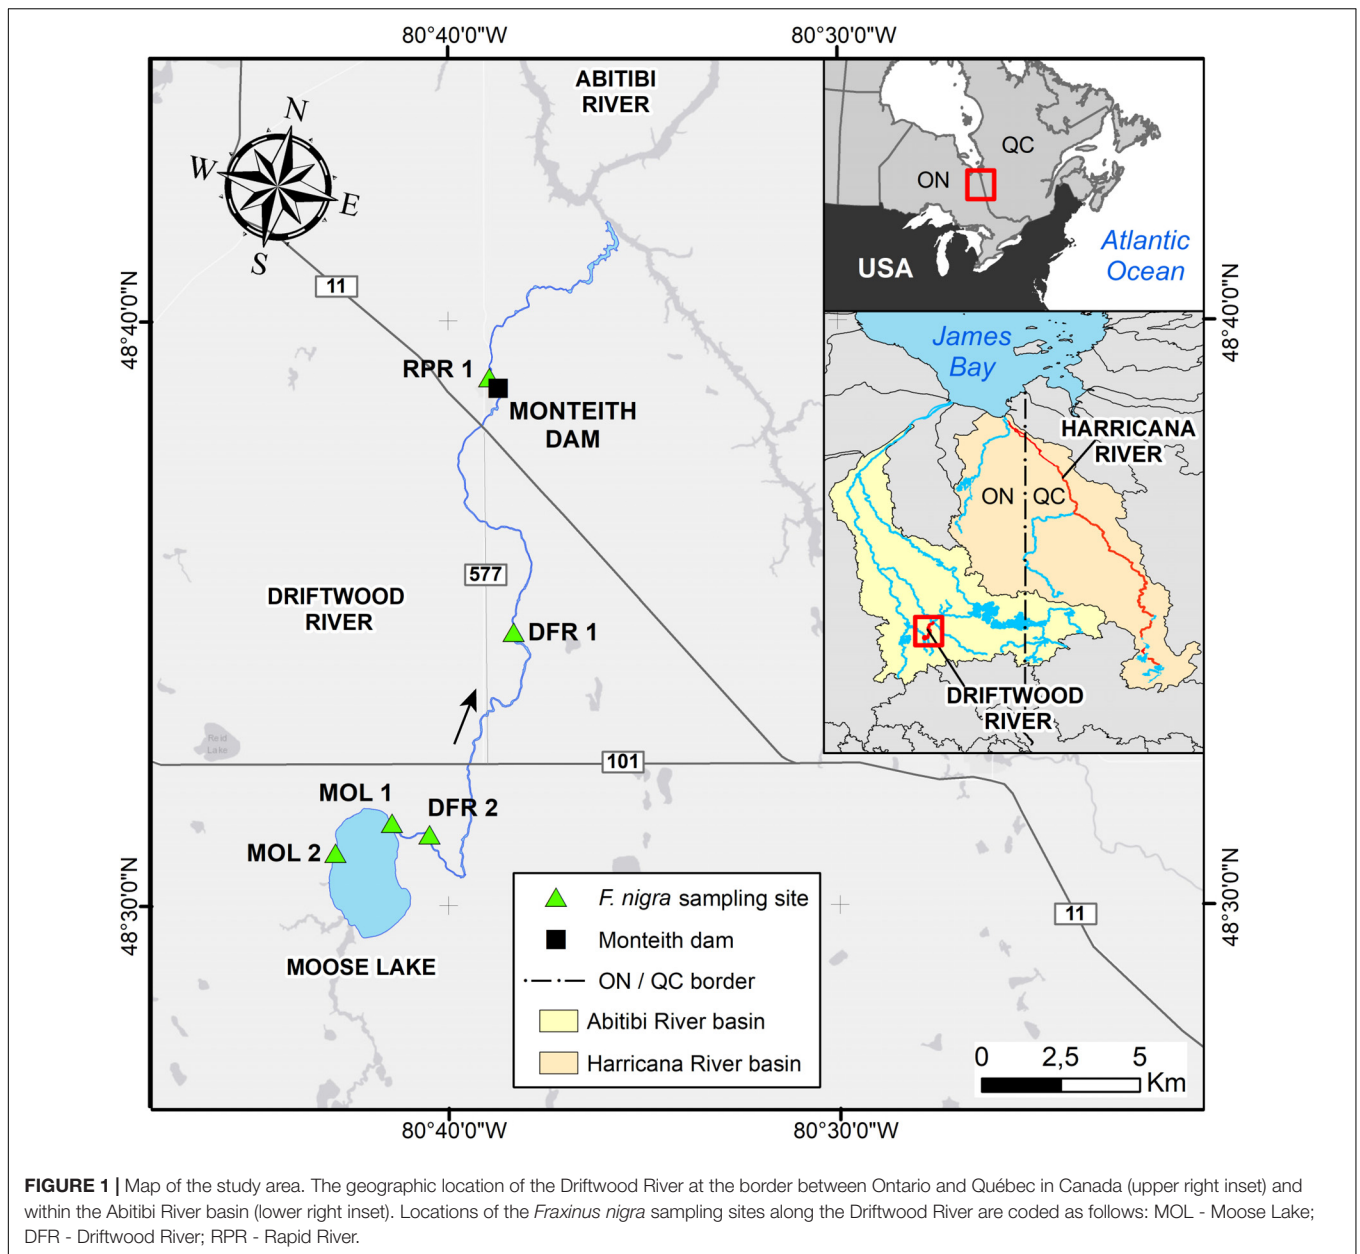 80°40'0"W
80°30'0"W
ABITIBI
RIVER
N
W
E
S
11
48°40'0"N
48°40'0"N
QC
ON
USA
Atlantic
Ocean
James
Bay
HARRICANA
RIVER
ON
QC
DRIFTWOOD
RIVER
RPR 1
MONTEITH
DAM
577
DRIFTWOOD
RIVER
DFR 1
Reid
Lake
101
MOL 1
DFR 2
MOL 2
48°30'0"N
48°30'0"N
MOOSE LAKE
11
F. nigra sampling site
Monteith dam
ON / QC border
Abitibi River basin
Harricana River basin
0 2,5 5
Km
80°40'0"W
80°30'0"W
FIGURE 1 | Map of the study area. The geographic location of the Driftwood River at the border between Ontario and Québec in Canada (upper right inset) and
within the Abitibi River basin (lower right inset). Locations of the Fraxinus nigra sampling sites along the Driftwood River are coded as follows: MOL - Moose Lake;
DFR - Driftwood River; RPR - Rapid River.